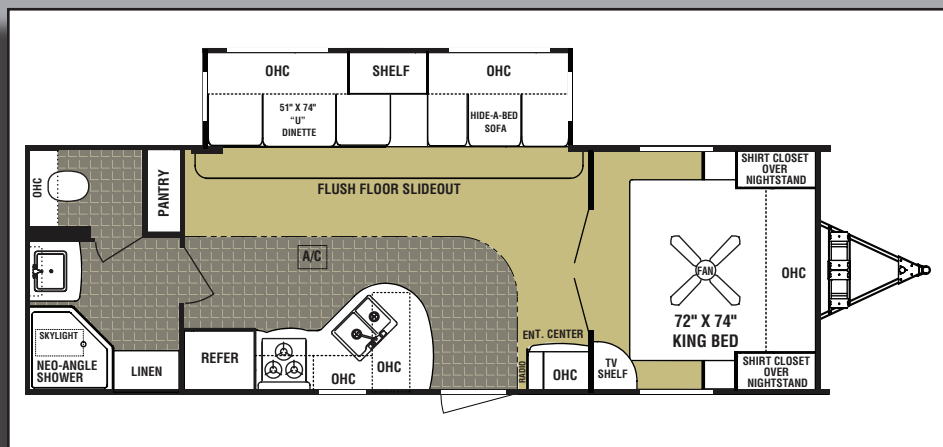 OHC
SHELF
OHC
51" X 74"
"U"
DINETTE
HIDE-A-BED
SOFA
OHC
PANTRY
FLUSH FLOOR SLIDEOUT
SHIRT CLOSET
OVER
NIGHTSTAND
A/C
FAN
OHC
72" X 74"
KING BED
SKYLIGHT
NEO-ANGLE
SHOWER
LINEN
REFER
OHC
OHC
ENT. CENTER
RADIO
OHC
TV
SHELF
SHIRT CLOSET
OVER
NIGHTSTAND